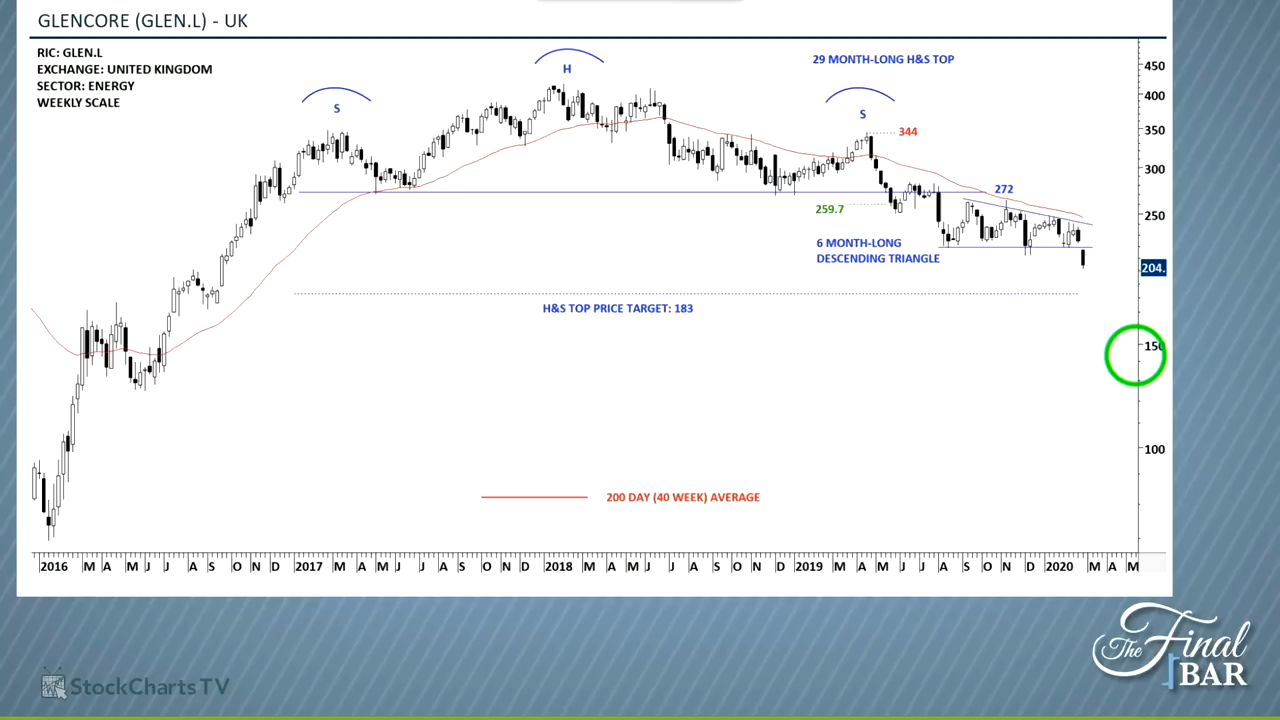 GLENCORE (GLEN.L) - UK
RIC: GLEN.L
EXCHANGE: UNITED KINGDOM
SECTOR: ENERGY
WEEKLY SCALE
S
H
S
29 MONTH-LONG H&S TOP
344
272
259.7
6 MONTH-LONG
DESCENDING TRIANGLE
H&S TOP PRICE TARGET: 183
200 DAY (40 WEEK) AVERAGE
450
400
350
300
250
204.
150
100
2016 M A M J J A S O N D 2017 M A M J J A S O N D 2018 M A M J J A S O N D 2019 M A M J J A S O N D 2020 M A M
The Final
BAR
StockCharts TV